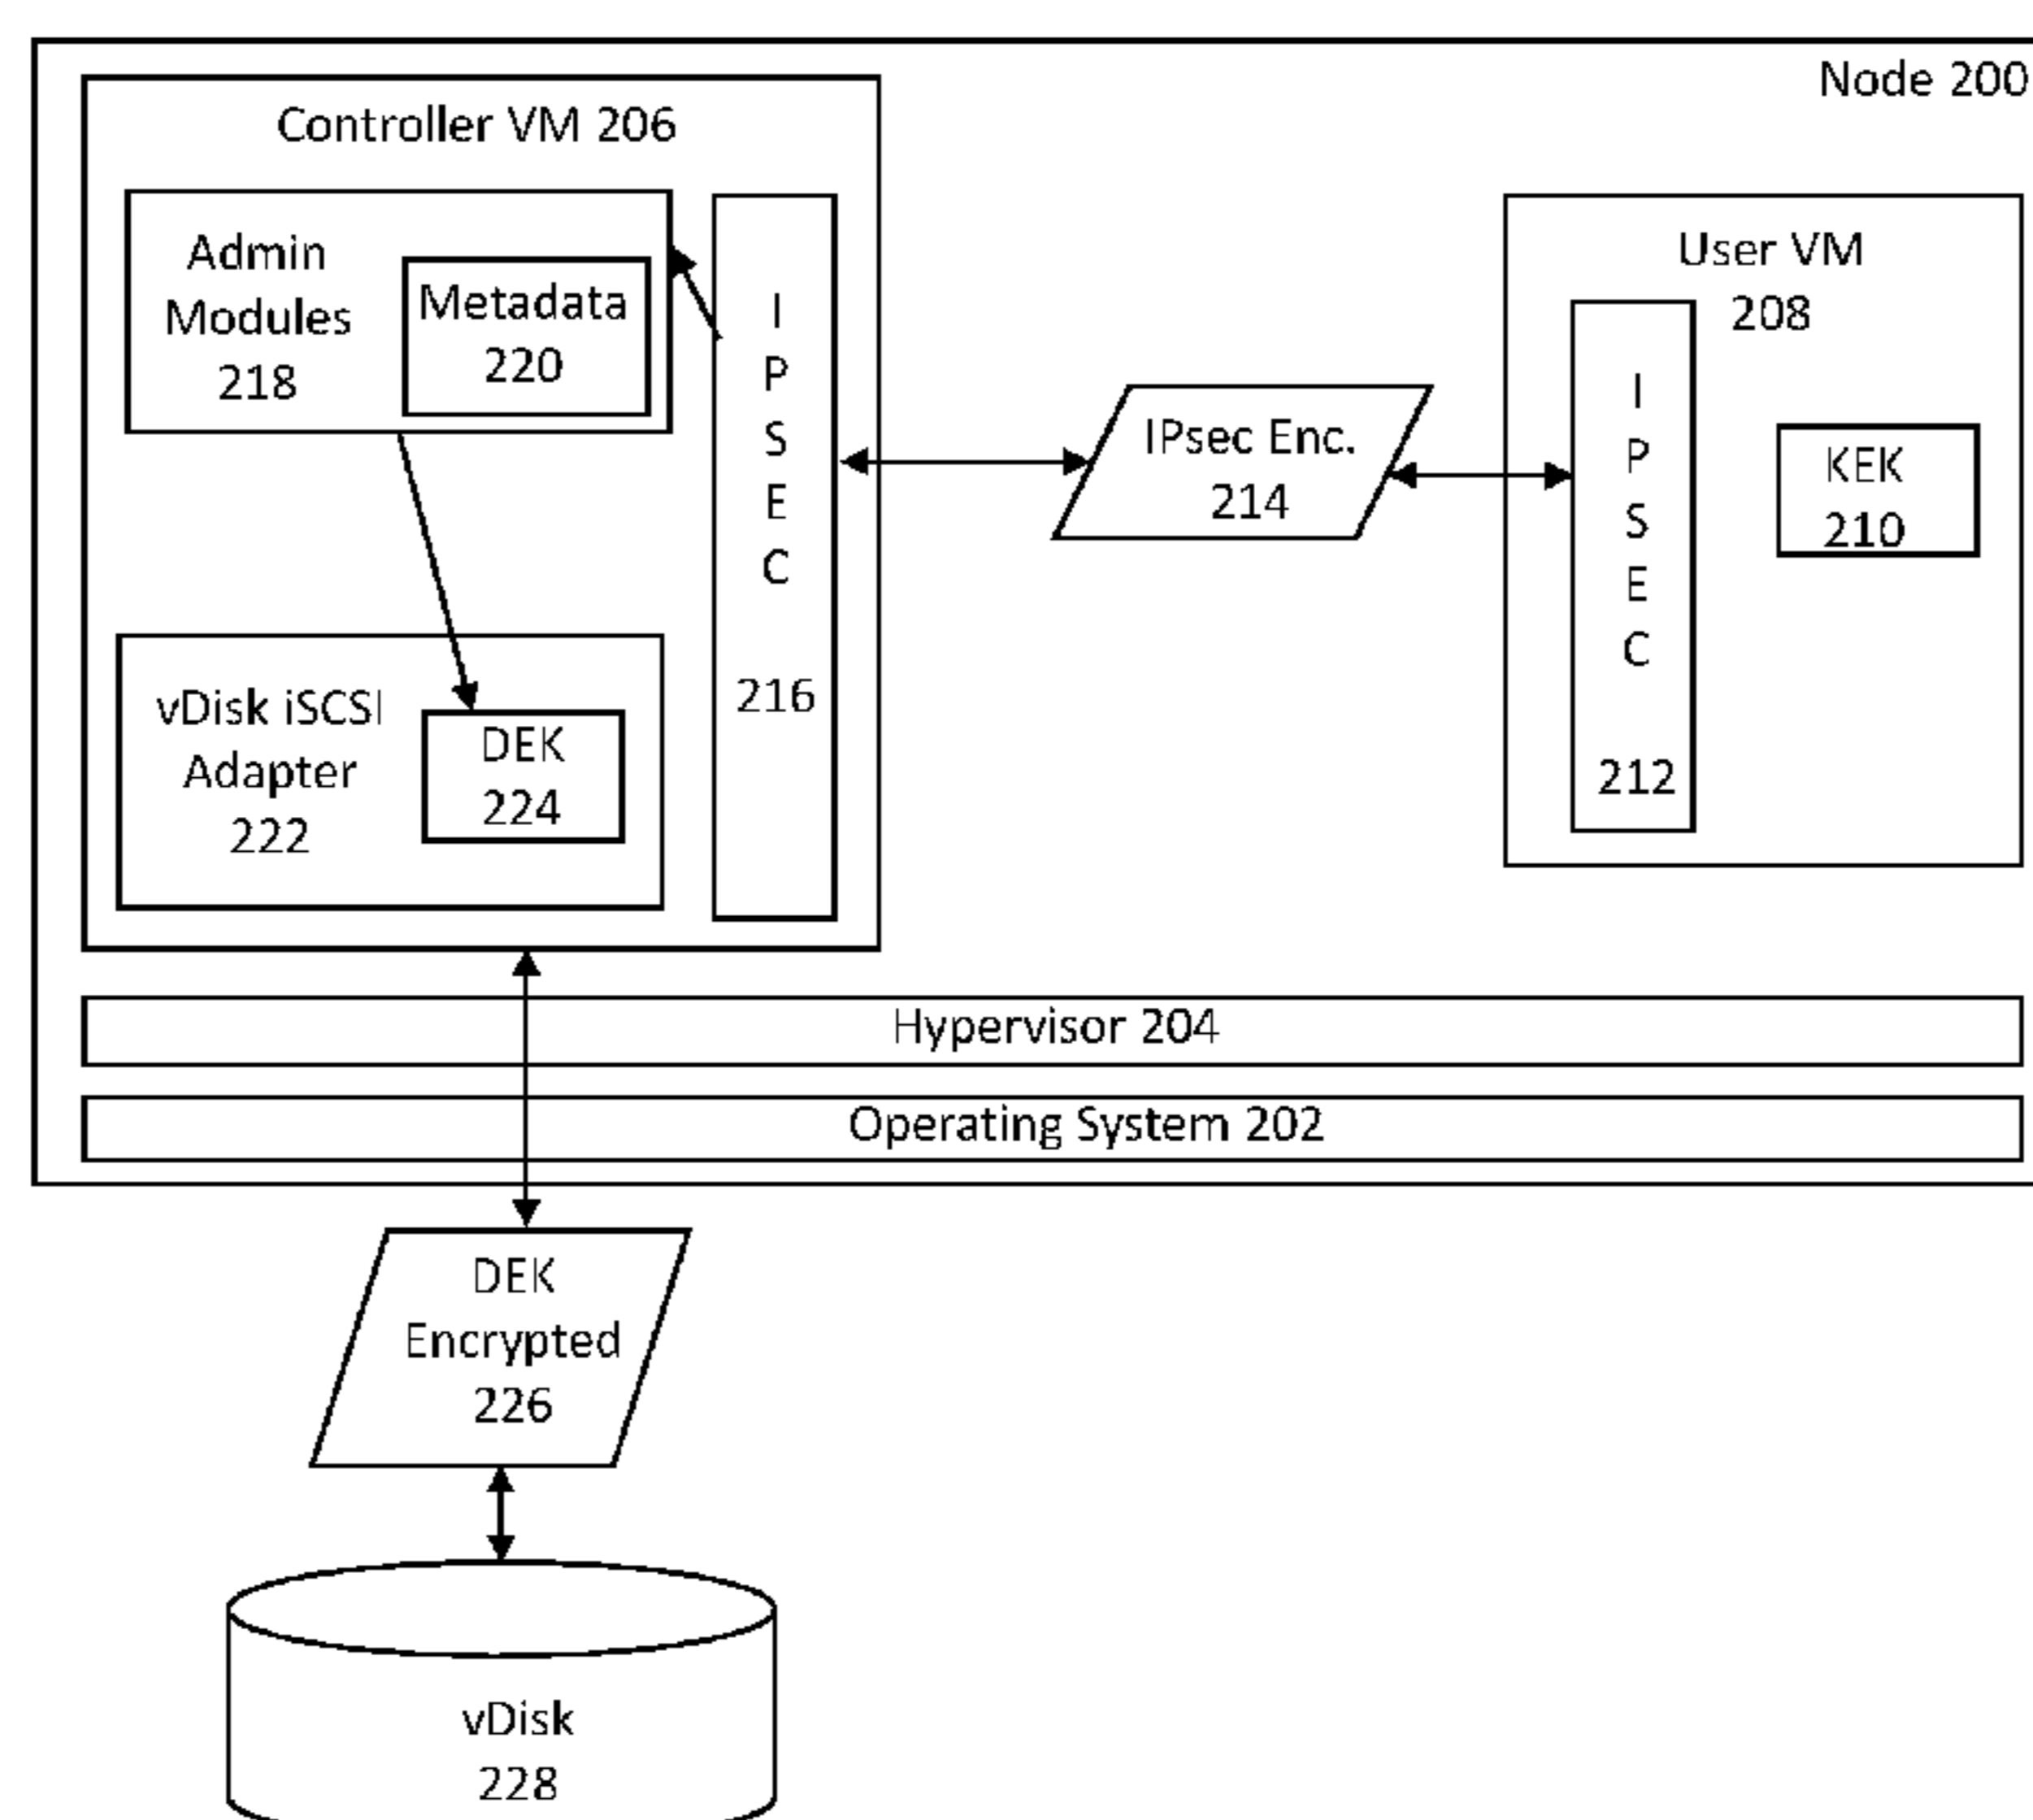 Node 200
Controller VM 206
Admin
Modules
218
Metadata
220
I
P
S
E
C
216
vDisk iSCSI
Adapter
222
DEK
224
IPsec Enc.
214
User VM
208
I
P
S
E
C
212
KEK
210
Hypervisor 204
Operating System 202
DEK
Encrypted
226
vDisk
228